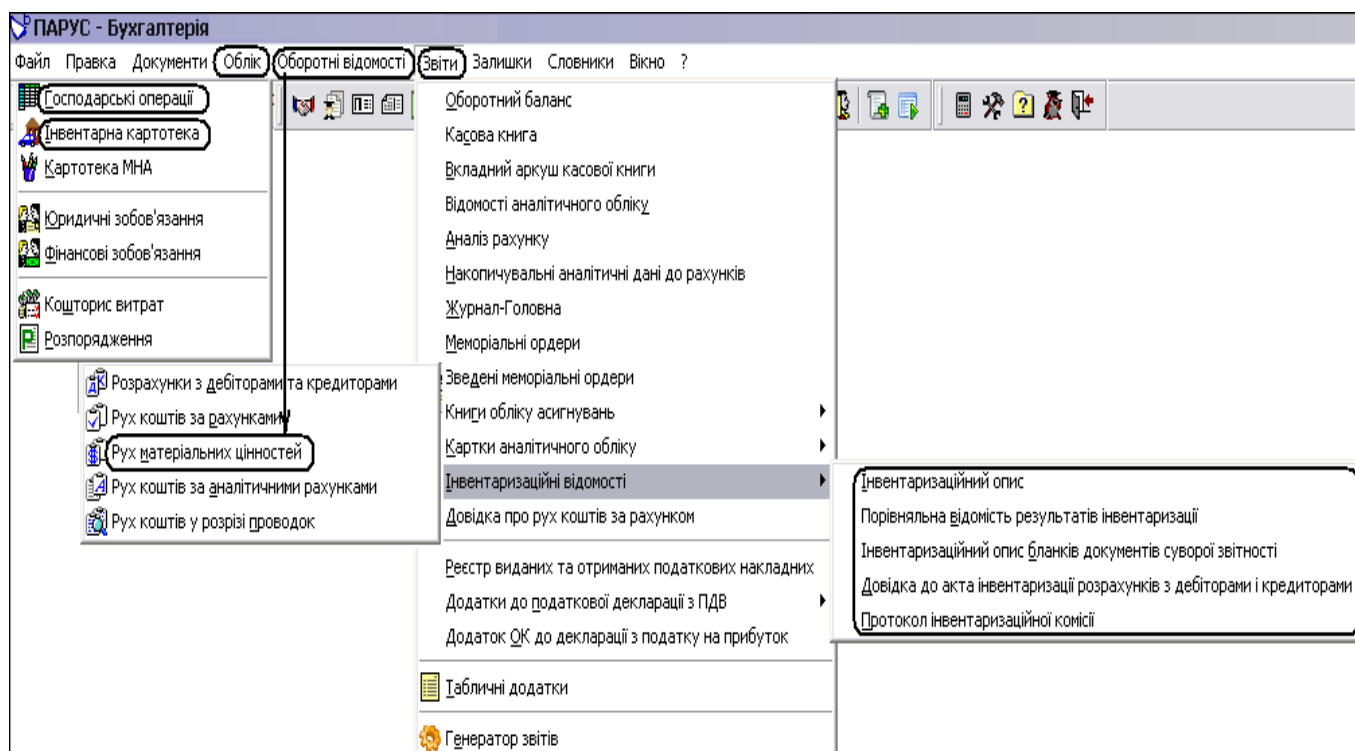 ПАРУС - Бухгалтерія
Файл Правка Документи Облік Оборотні відомості Звіти Залишки Словники Вікно ?
Господарські операції
Інвентарна картотека
Картотека МНА
Юридичні зобов'язання
Фінансові зобов'язання
Кошторис витрат
Розпорядження
Розрахунки з дебіторами та кредиторами
Рух коштів за рахунками
Рух матеріальних цінностей
Рух коштів за аналітичними рахунками
Рух коштів у розрізі проводок
Оборотний баланс
Касова книга
Вкладний аркуш касової книги
Відомості аналітичного обліку
Аналіз рахунку
Накопичувальні аналітичні дані до рахунків
Журнал-Головна
Меморіальні ордери
Зведені меморіальні ордери
Книги обліку асигнувань
Картки аналітичного обліку
Інвентаризаційні відомості
Довідка про рух коштів за рахунком
Реєстр виданих та отриманих податкових накладних
Додатки до податкової декларації з ПДВ
Додаток ОК до декларації з податку на прибуток
Табличні додатки
Генератор звітів
Інвентаризаційний опис
Порівняльна відомість результатів інвентаризації
Інвентаризаційний опис бланків документів суворої звітності
Довідка до акта інвентаризації розрахунків з дебіторами і кредиторами
Протокол інвентаризаційної комісії